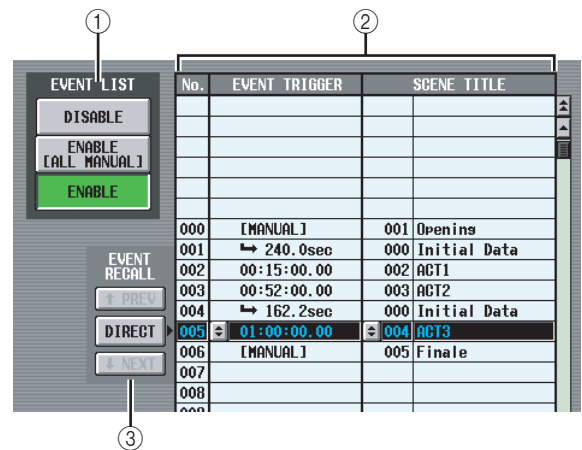 ① ②
EVENT LIST
DISABLE
ENABLE
[ALL MANUAL]
ENABLE
EVENT
RECALL
↑ PREV
DIRECT
↓ NEXT
③
No. EVENT TRIGGER SCENE TITLE
000 [MANUAL] 001 Opening
001 ↳ 240.0sec 000 Initial Data
002 00:15:00.00 002 ACT1
003 00:52:00.00 003 ACT2
004 ↳ 162.2sec 000 Initial Data
005 01:00:00.00 004 ACT3
006 [MANUAL] 005 Finale
007
008